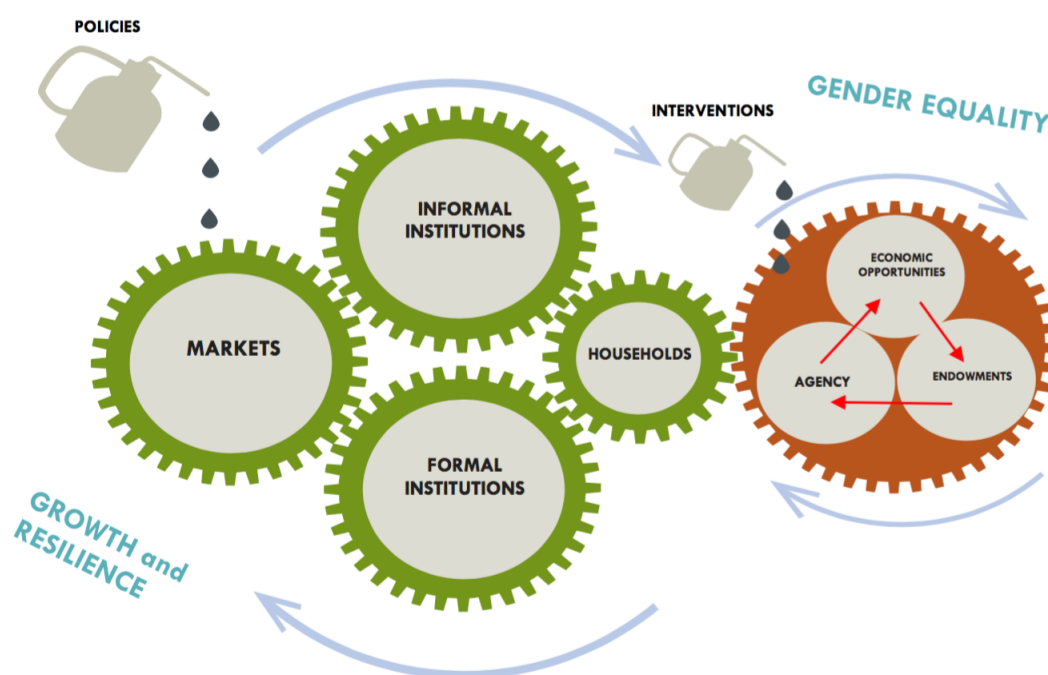 POLICIES
INTERVENTIONS
GENDER EQUALITY
INFORMAL
INSTITUTIONS
ECONOMIC
OPPORTUNITIES
MARKETS
HOUSEHOLDS
AGENCY
ENDOWMENTS
FORMAL
INSTITUTIONS
GROWTH and
RESILIENCE